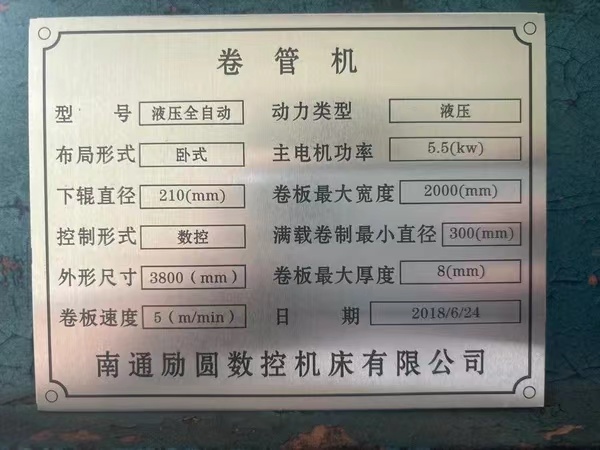 卷管机
型 号 液压全自动 动力类型 液压
布局形式 卧式 主电机功率 5.5(kw)
下辊直径 210(mm) 卷板最大宽度 2000(mm)
控制形式 数控 满载卷制最小直径 300(mm)
外形尺寸 3800（mm） 卷板最大厚度 8(mm)
卷板速度 5（m/min） 日 期 2018/6/24
南通励圆数控机床有限公司